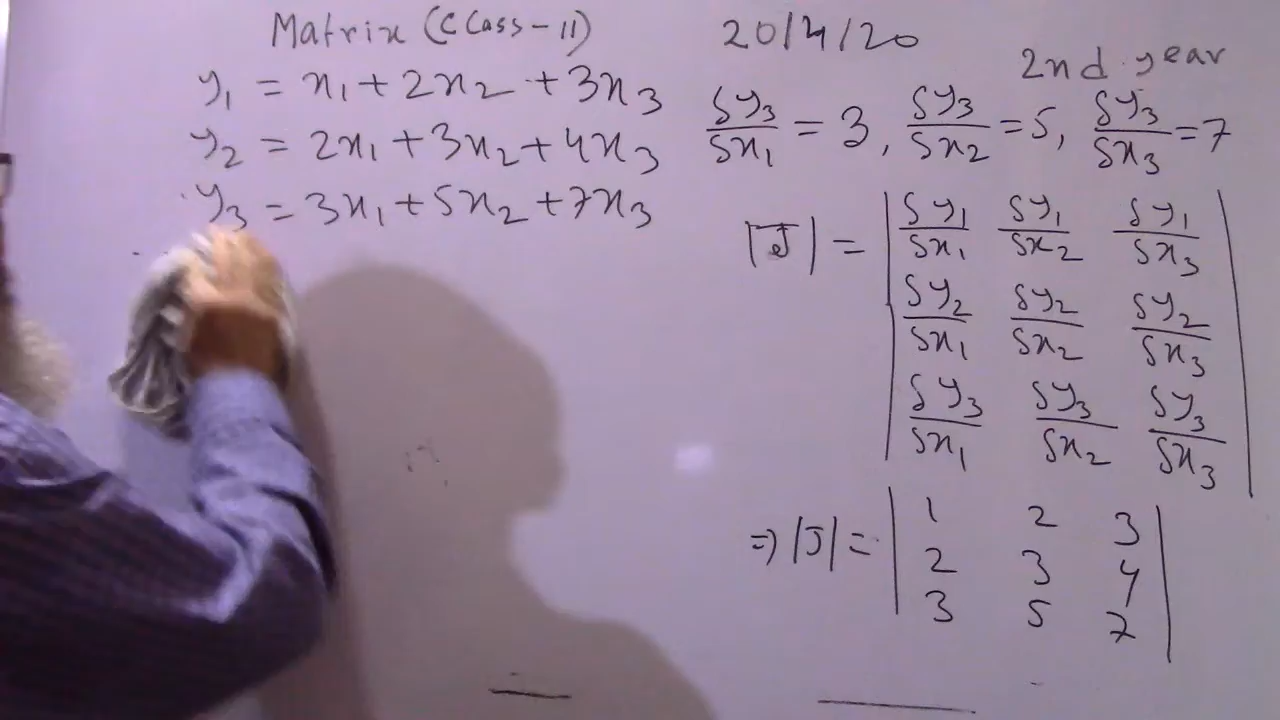 Matrix (Class-11)
20/4/20
2nd year
y₁ = x₁ + 2x₂ + 3x₃
y₂ = 2x₁ + 3x₂ + 4x₃
y₃ = 3x₁ + 5x₂ + 7x₃
δy₃/δx₁ = 3, δy₃/δx₂ = 5, δy₃/δx₃ = 7
|J| = | δy₁/δx₁ δy₁/δx₂ δy₁/δx₃ |
| δy₂/δx₁ δy₂/δx₂ δy₂/δx₃ |
| δy₃/δx₁ δy₃/δx₂ δy₃/δx₃ |
⇒ |J| = | 1 2 3 |
| 2 3 4 |
| 3 5 7 |